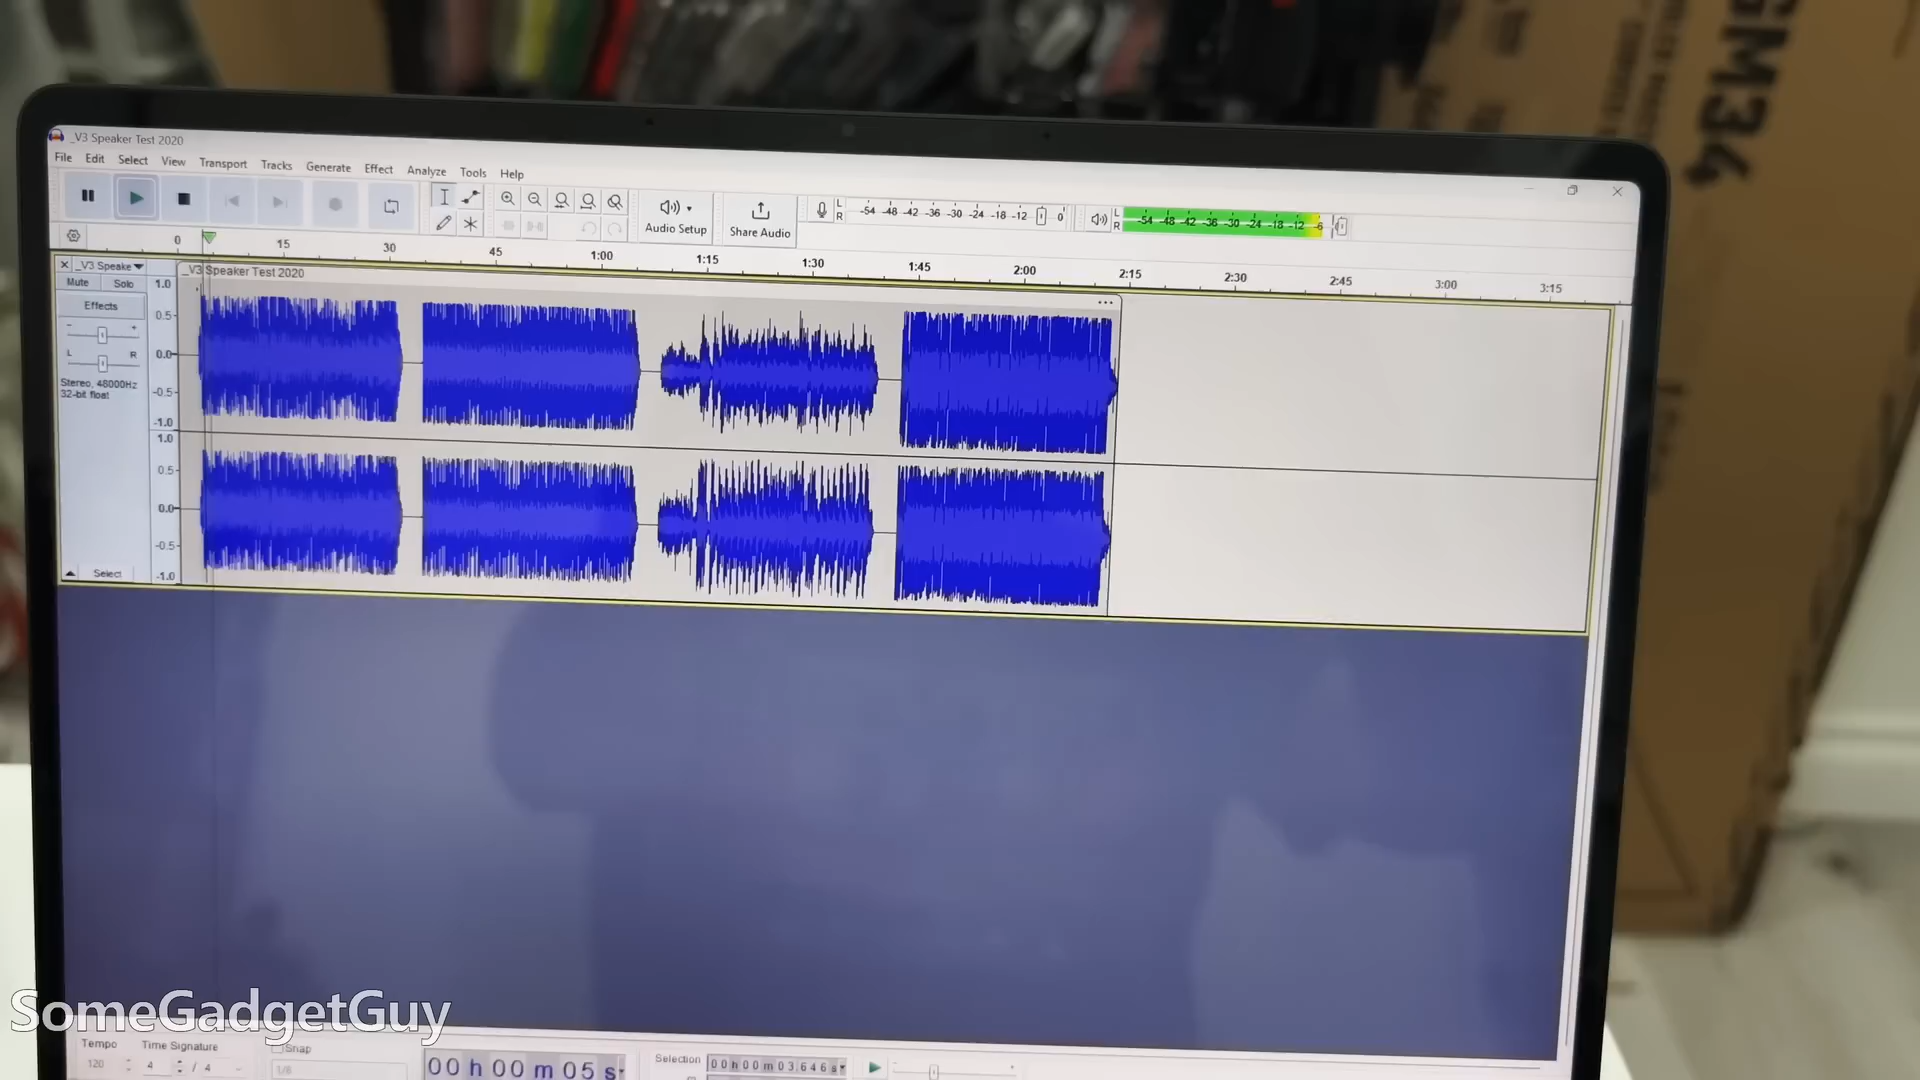 GM34
_V3 Speaker Test 2020
File Edit Select View Transport Tracks Generate Effect Analyze Tools Help
Audio Setup
Share Audio
L
R
-54 -48 -42 -36 -30 -24 -18 -12 0
L
R
-54 -48 -42 -36 -30 -24 -18 -12 -6
0 15 30 45 1:00 1:15 1:30 1:45 2:00 2:15 2:30 2:45 3:00 3:15
_V3 Speake
_V3 Speaker Test 2020
Mute Solo
Effects
- +
L R
Stereo, 48000Hz
32-bit float
Select
1.0
0.5
0.0
-0.5
-1.0
1.0
0.5
0.0
-0.5
-1.0
SomeGadgetGuy
Tempo
120
Time Signature
4 / 4
Snap
1/8
00 h 00 m 05 s
Selection
00h00m03.646s